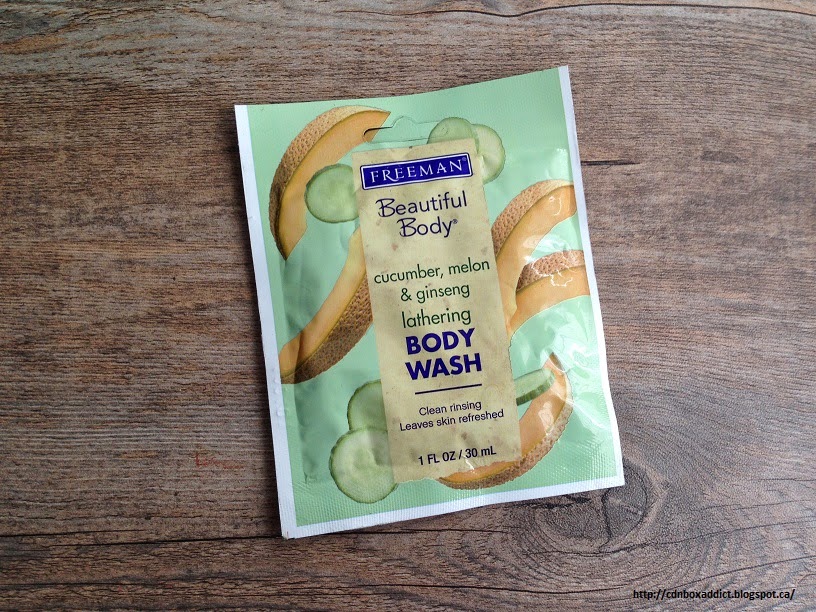 FREEMAN®
Beautiful
Body®
cucumber, melon
& ginseng
lathering
BODY
WASH
Clean rinsing
Leaves skin refreshed
1 FL OZ / 30 mL
http://cdnboxaddict.blogspot.ca/